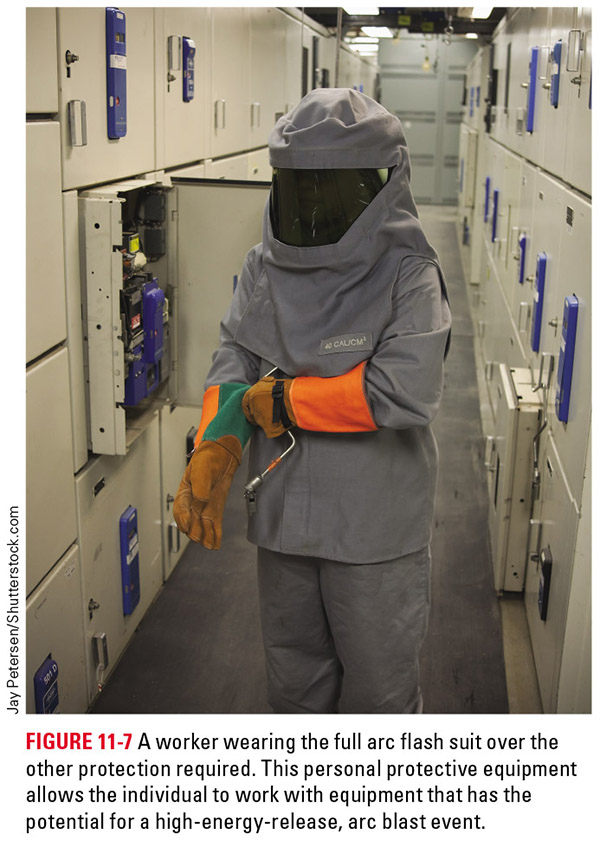 40 CAL/CM²
501 D
Jay Petersen/Shutterstock.com
FIGURE 11-7 A worker wearing the full arc flash suit over the
other protection required. This personal protective equipment
allows the individual to work with equipment that has the
potential for a high-energy-release, arc blast event.